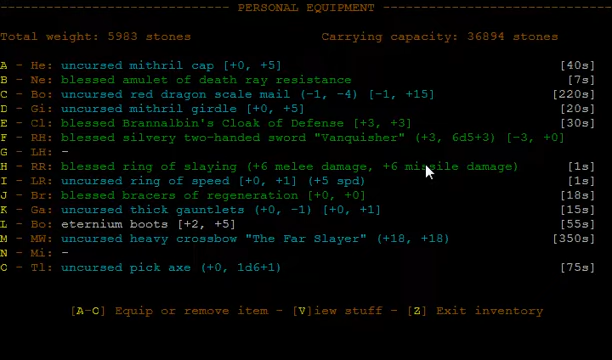 PERSONAL EQUIPMENT
Total weight: 5983 stones Carrying capacity: 36894 stones
A - He: uncursed mithril cap [+0, +5] [40s]
B - Ne: blessed amulet of death ray resistance [7s]
C - Bo: uncursed red dragon scale mail (-1, -4) [-1, +15] [220s]
D - Gi: uncursed mithril girdle [+0, +5] [20s]
E - Cl: blessed Brannalbin's Cloak of Defense [+3, +3] [30s]
F - RH: blessed silvery two-handed sword "Vanquisher" (+3, 6d5+3) [-3, +0]
G - LH: -
H - RR: blessed ring of slaying (+6 melee damage, +6 missile damage) [1s]
I - LR: uncursed ring of speed [+0, +1] (+5 spd) [1s]
J - Br: blessed bracers of regeneration [+0, +0] [18s]
K - Ga: uncursed thick gauntlets (+0, -1) [+0, +1] [15s]
L - Bo: eternium boots [+2, +5] [55s]
M - MW: uncursed heavy crossbow "The Far Slayer" (+18, +18) [350s]
N - Mi: -
O - Tl: uncursed pick axe (+0, 1d6+1) [75s]
[A-O] Equip or remove item - [V]iew stuff - [Z] Exit inventory